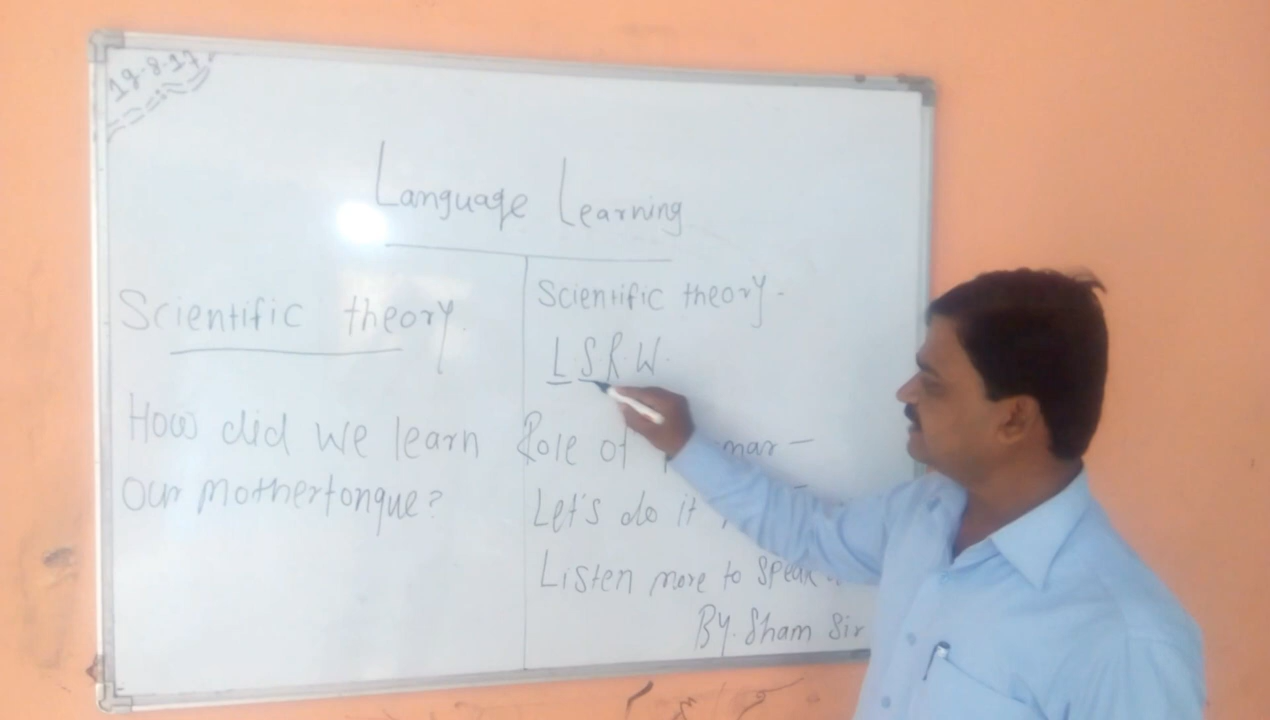 19-8-17
Language Learning
Scientific theory.
How did we learn
our mothertongue?
Scientific theory-
L S R. W.
Role of mar -
Let's do it
Listen more to speak
By. Sham Sir